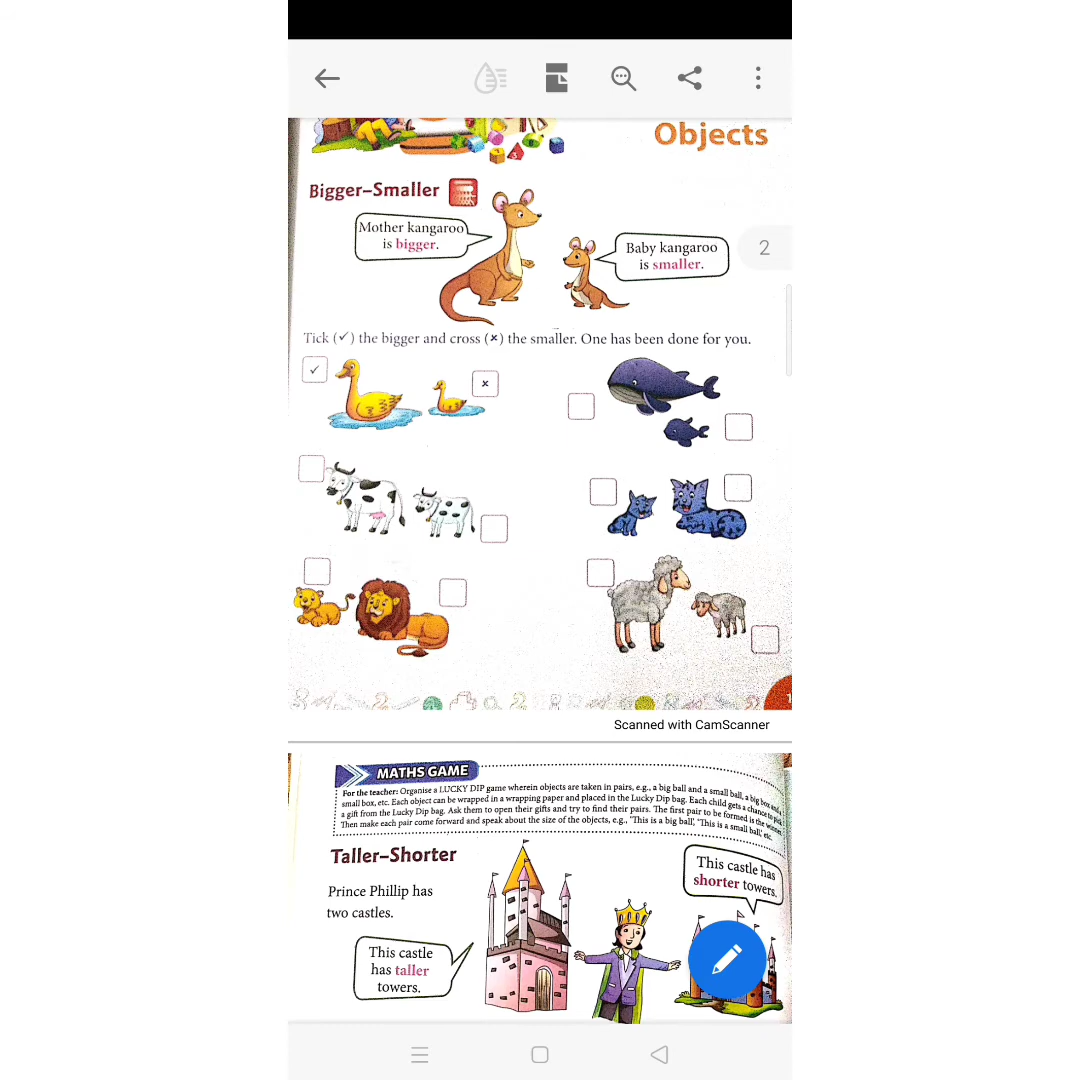 Objects
Bigger–Smaller
Mother kangaroo
is bigger.
Baby kangaroo
is smaller.
2
Tick (✓) the bigger and cross (×) the smaller. One has been done for you.
Scanned with CamScanner
MATHS GAME
For the teacher: Organise a LUCKY DIP game wherein objects are taken in pairs, e.g., a big ball and a small ball, a big box and a
small box, etc. Each object can be wrapped in a wrapping paper and placed in the Lucky Dip bag. Each child gets a chance to pick
a gift from the Lucky Dip bag. Ask them to open their gifts and try to find their pairs. The first pair to be formed is the winner.
Then make each pair come forward and speak about the size of the objects, e.g., 'This is a big ball', 'This is a small ball', etc.
Taller–Shorter
This castle has
shorter towers.
Prince Phillip has
two castles.
This castle
has taller
towers.